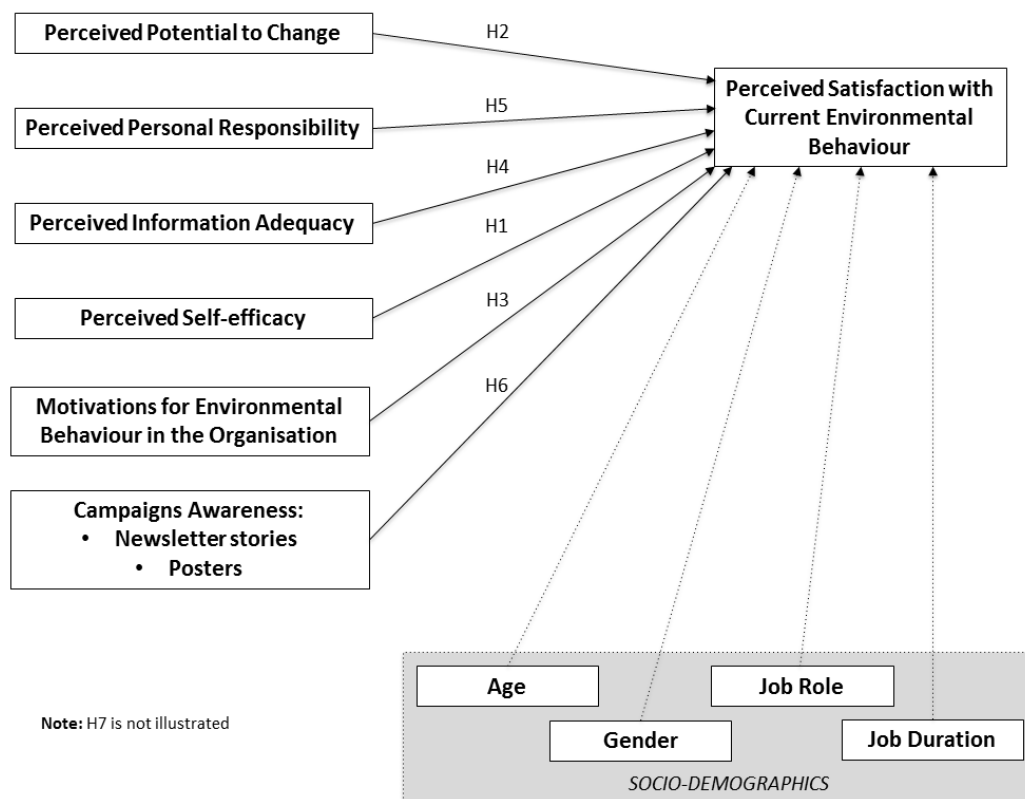 Perceived Potential to Change
H2
Perceived Satisfaction with
Current Environmental
Behaviour
Perceived Personal Responsibility
H5
H4
Perceived Information Adequacy
H1
Perceived Self-efficacy
H3
Motivations for Environmental
Behaviour in the Organisation
H6
Campaigns Awareness:
• Newsletter stories
• Posters
Age
Job Role
Note: H7 is not illustrated
Gender
Job Duration
SOCIO-DEMOGRAPHICS